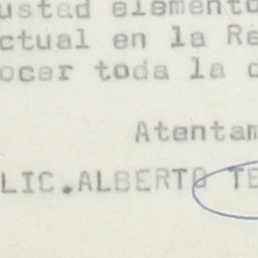 usted elemento
ctual en la Re
ocer toda la c
Atentam
LIC.ALBERTO TE